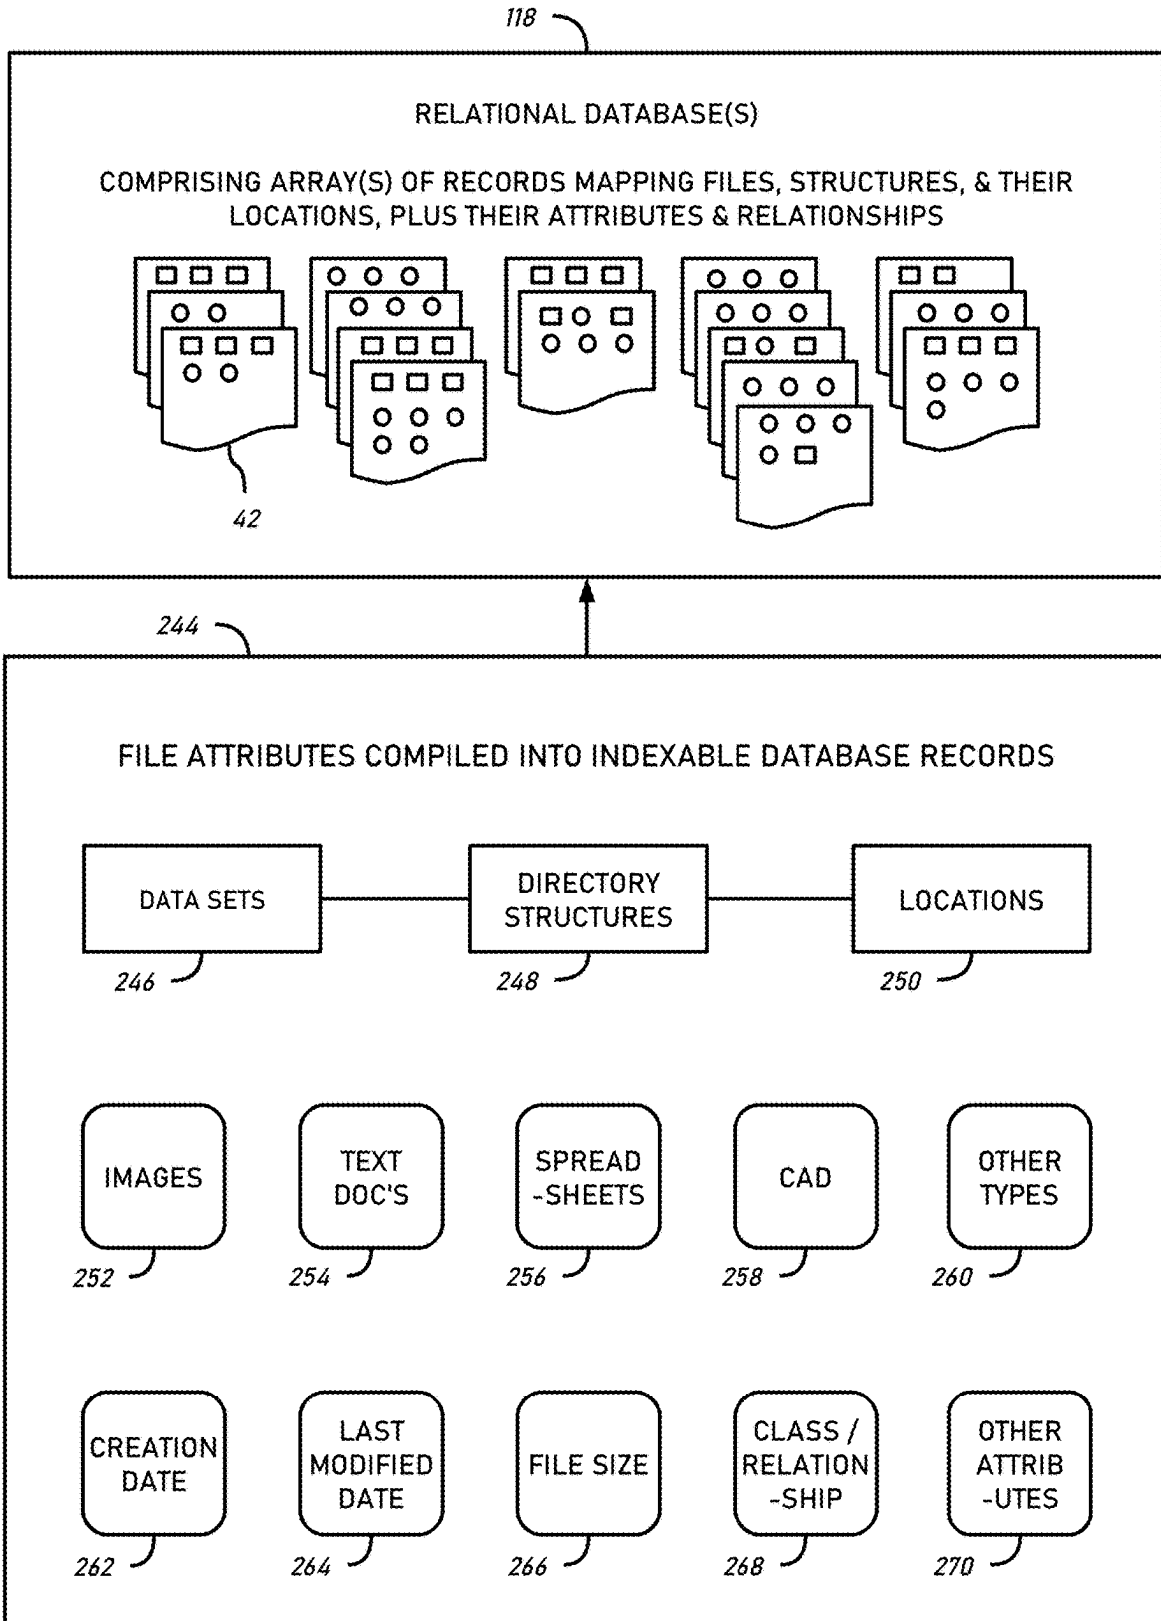 118
RELATIONAL DATABASE(S)
COMPRISING ARRAY(S) OF RECORDS MAPPING FILES, STRUCTURES, & THEIR
LOCATIONS, PLUS THEIR ATTRIBUTES & RELATIONSHIPS
42
244
FILE ATTRIBUTES COMPILED INTO INDEXABLE DATABASE RECORDS
DATA SETS
DIRECTORY
STRUCTURES
LOCATIONS
246
248
250
IMAGES
TEXT
DOC'S
SPREAD
-SHEETS
CAD
OTHER
TYPES
252
254
256
258
260
CREATION
DATE
LAST
MODIFIED
DATE
FILE SIZE
CLASS /
RELATION
-SHIP
OTHER
ATTRIB
-UTES
262
264
266
268
270